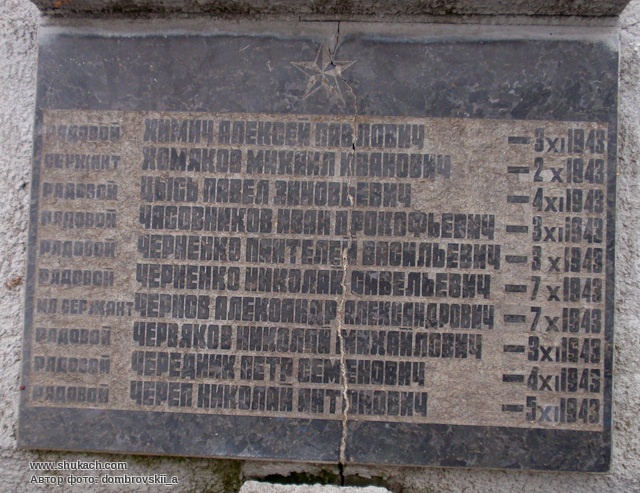 РЯДОВОЙ ХИМИЧ АЛЕКСЕЙ ПАВЛОВИЧ – 3 XI 1943
СЕРЖАНТ ХОМЯКОВ МИХАИЛ ИВАНОВИЧ – 2 X 1943
РЯДОВОЙ ЦЫСЬ ПАВЕЛ ЗИНОВЬЕВИЧ – 4 XI 1943
РЯДОВОЙ ЧАСОВНИКОВ ИВАН ПРОКОФЬЕВИЧ – 3 XI 1943
РЯДОВОЙ ЧЕРНЕНКО ПАНТЕЛЕЙ ВАСИЛЬЕВИЧ – 3 X 1943
РЯДОВОЙ ЧЕРНЕНКО НИКОЛАЙ САВЕЛЬЕВИЧ – 7 X 1943
МЛ СЕРЖАНТ ЧЕРНОВ АЛЕКСАНДР АЛЕКСАНДРОВИЧ – 7 X 1943
РЯДОВОЙ ЧЕРВЯКОВ НИКОЛАЙ МИХАЙЛОВИЧ – 3 XI 1943
РЯДОВОЙ ЧЕРЕДНИК ПЕТР СЕМЕНОВИЧ – 4 XI 1943
РЯДОВОЙ ЧЕРЕП НИКОЛАЙ АНТОНОВИЧ – 5 XI 1943
www.shukach.com
Автор фото: dombrovskii_a